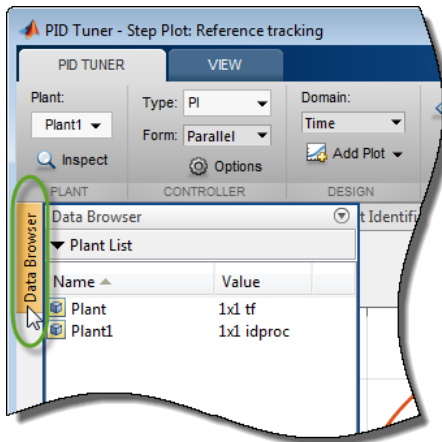 PID Tuner - Step Plot: Reference tracking
PID TUNER VIEW
Plant: Type: PI Domain:
Plant1 Form: Parallel Time
Inspect Options Add Plot
PLANT CONTROLLER DESIGN
Data Browser
Data Browser t Identifi
Plant List
Name Value
Plant 1x1 tf
Plant1 1x1 idproc